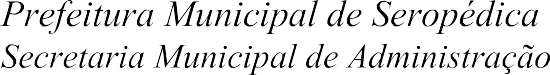 Prefeitura Municipal de Seropédica
Secretaria Municipal de Administração